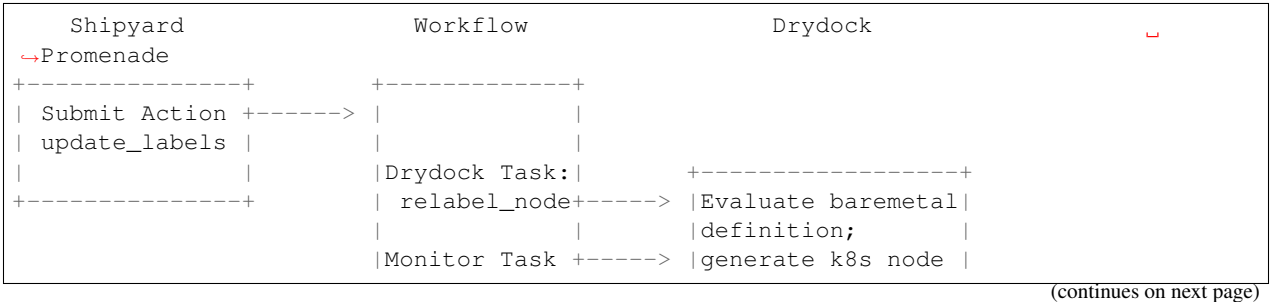 Shipyard                 Workflow                  Drydock                    ␣
↪Promenade
+---------------+         +--------------+
| Submit Action +------> |              |
| update_labels |        |              |
|               |        |Drydock Task:|       +------------------+
+---------------+        | relabel_node+-----> |Evaluate baremetal|
                         |             |       |definition;       |
                         |Monitor Task +-----> |generate k8s node |
(continues on next page)